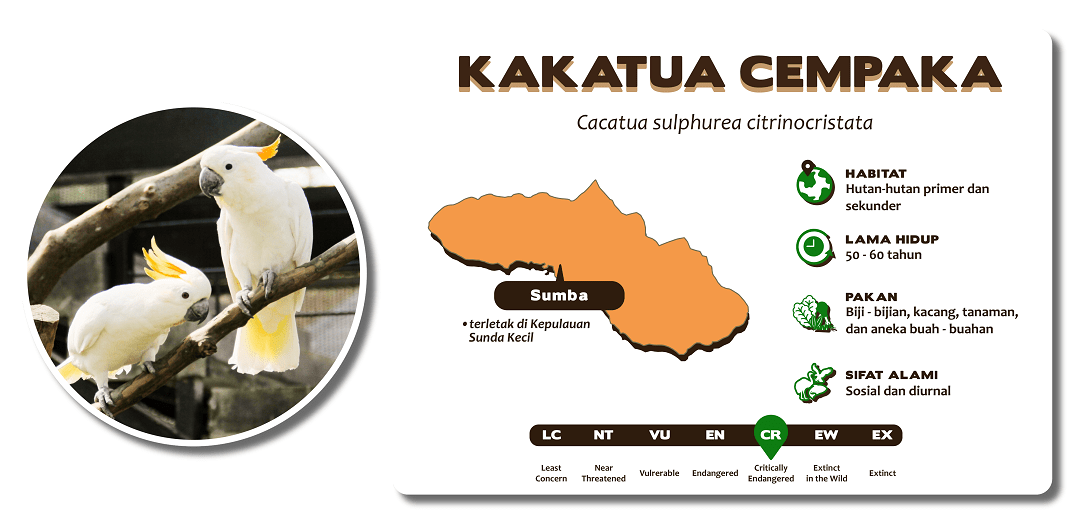 KAKATUA CEMPAKA
Cacatua sulphurea citrinocristata
HABITAT
Hutan-hutan primer dan
sekunder
LAMA HIDUP
50 - 60 tahun
PAKAN
Biji - bijian, kacang, tanaman,
dan aneka buah - buahan
SIFAT ALAMI
Sosial dan diurnal
Sumba
• terletak di Kepulauan
Sunda Kecil
LC NT VU EN CR EW EX
Least Concern
Near Threatened
Vulrerable
Endangered
Critically Endangered
Extinct in the Wild
Extinct